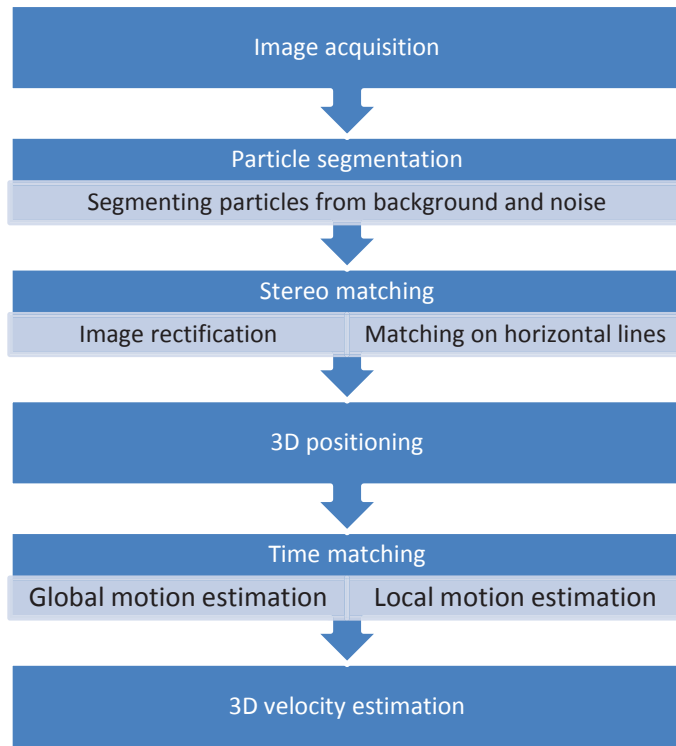 Image acquisition
Particle segmentation
Segmenting particles from background and noise
Stereo matching
Image rectification
Matching on horizontal lines
3D positioning
Time matching
Global motion estimation
Local motion estimation
3D velocity estimation